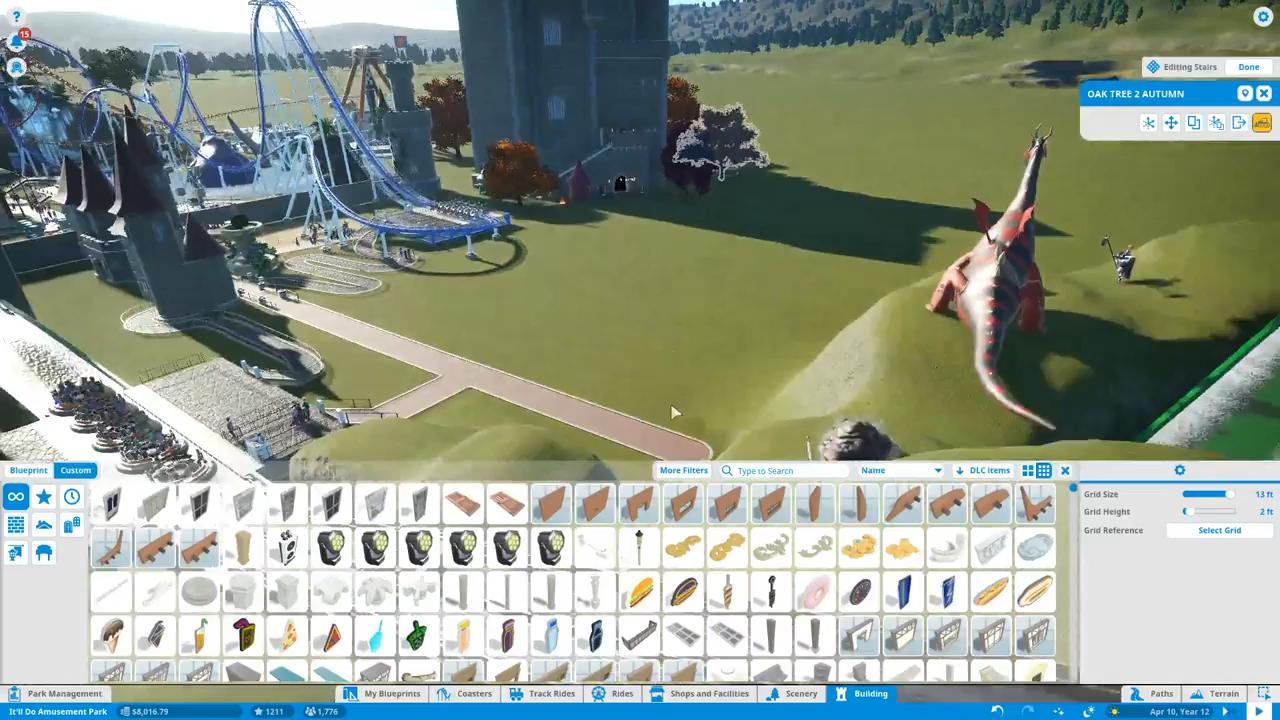 ?
15
Editing Stairs Done
OAK TREE 2 AUTUMN
Blueprint Custom More Filters Type to Search Name DLC Items
Grid Size 13 ft
Grid Height 2 ft
Grid Reference Select Grid
Park Management My Blueprints Coasters Track Rides Rides Shops and Facilities Scenery Building Paths Terrain
It'll Do Amusement Park $8,016.79 1211 1,776 Apr 10, Year 12